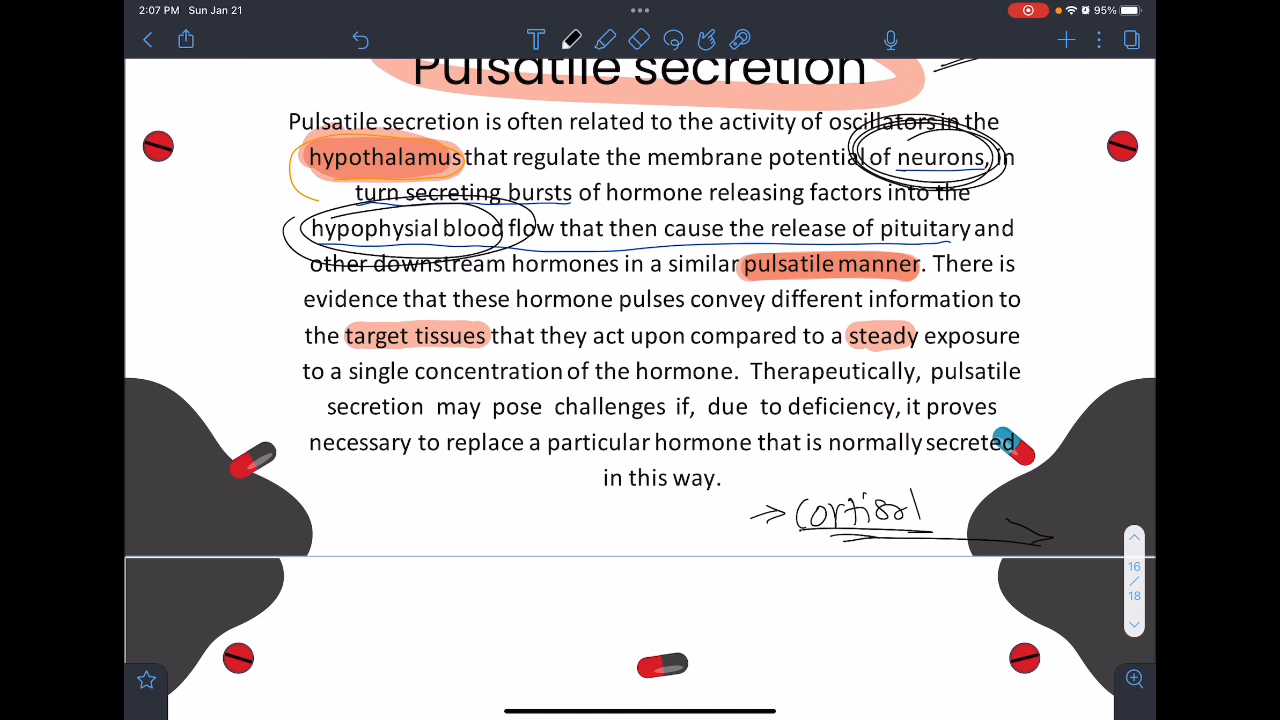 2:07 PM Sun Jan 21
95%
Pulsatile secretion
Pulsatile secretion is often related to the activity of oscillators in the
hypothalamus that regulate the membrane potential of neurons, in
turn secreting bursts of hormone releasing factors into the
hypophysial blood flow that then cause the release of pituitary and
other downstream hormones in a similar pulsatile manner. There is
evidence that these hormone pulses convey different information to
the target tissues that they act upon compared to a steady exposure
to a single concentration of the hormone. Therapeutically, pulsatile
secretion may pose challenges if, due to deficiency, it proves
necessary to replace a particular hormone that is normally secreted
in this way.
→ cortisol
16
/
18